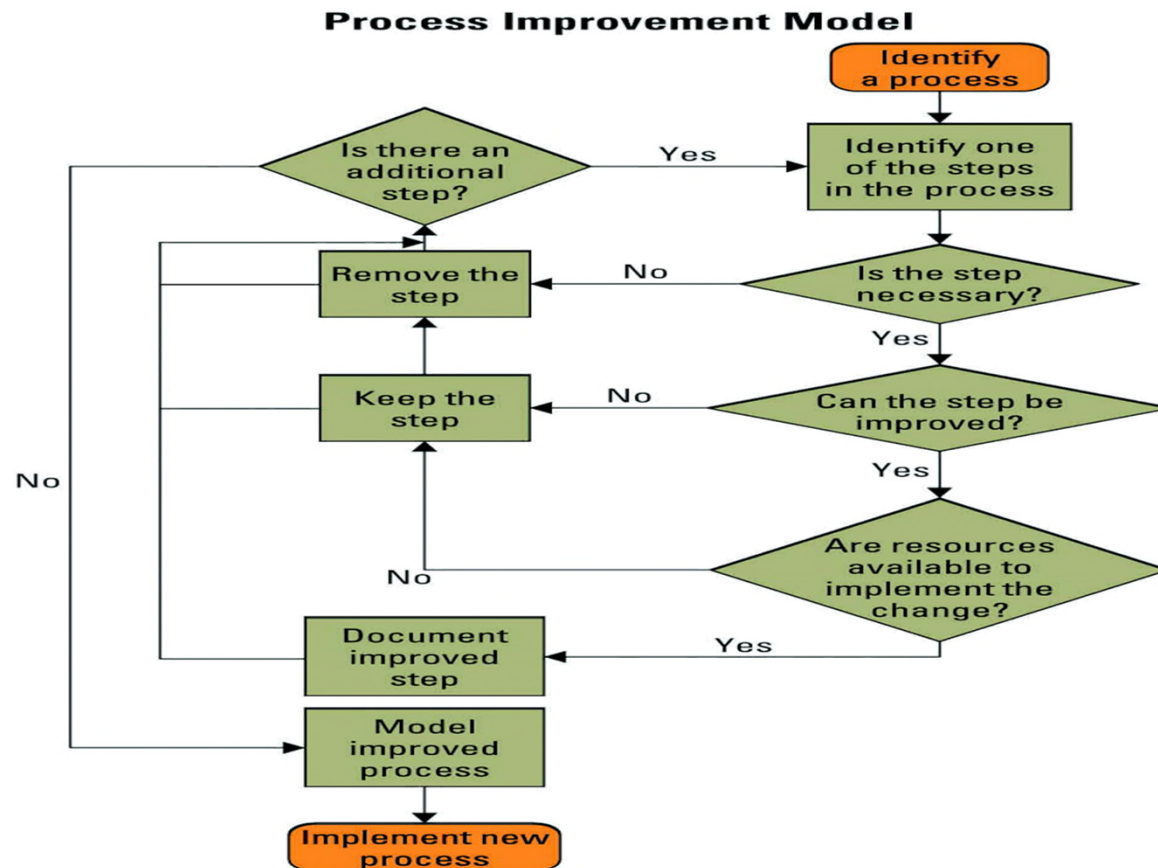 Process Improvement Model
Identify
a process
Is there an
additional
step?
Yes
Identify one
of the steps
in the process
Remove the
step
No
Is the step
necessary?
Yes
Keep the
step
No
Can the step be
improved?
Yes
No
No
Are resources
available to
implement the
change?
Yes
Document
improved
step
Model
improved
process
Implement new
process